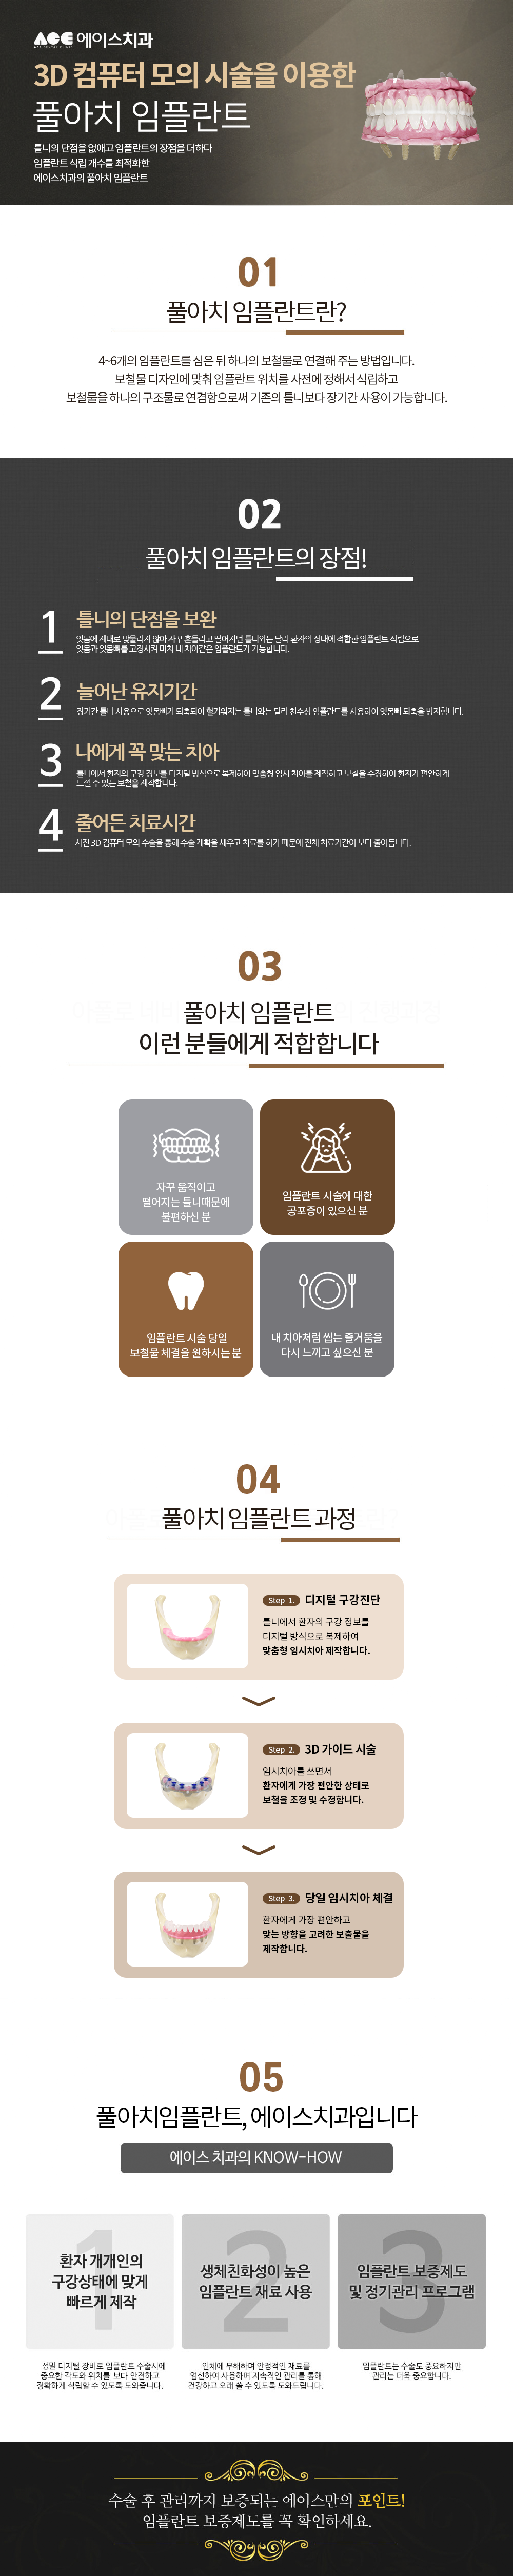 ACE 에이스치과
ACE DENTAL CLINIC
3D 컴퓨터 모의 시술을 이용한
풀아치 임플란트
틀니의 단점을 없애고 임플란트의 장점을 더하다
임플란트 식립 개수를 최적화한
에이스치과의 풀아치 임플란트
01
풀아치 임플란트란?
4~6개의 임플란트를 심은 뒤 하나의 보철물로 연결해 주는 방법입니다.
보철물 디자인에 맞춰 임플란트 위치를 사전에 정해서 식립하고
보철물을 하나의 구조물로 연겸함으로써 기존의 틀니보다 장기간 사용이 가능합니다.
02
풀아치 임플란트의 장점!
1 틀니의 단점을 보완
잇몸에 제대로 맞물리지 않아 자꾸 흔들리고 떨어지던 틀니와는 달리 환자의 상태에 적합한 임플란트 식립으로
잇몸과 잇몸뼈를 고정시켜 마치 내 치아같은 임플란트가 가능합니다.
2 늘어난 유지기간
장기간 틀니 사용으로 잇몸뼈가 퇴축되어 헐거워지는 틀니와는 달리 친수성 임플란트를 사용하여 잇몸뼈 퇴축을 방지합니다.
3 나에게 꼭 맞는 치아
틀니에서 환자의 구강 정보를 디지털 방식으로 복제하여 맞춤형 임시 치아를 제작하고 보철을 수정하여 환자가 편안하게
느낄 수 있는 보철을 제작합니다.
4 줄어든 치료시간
사전 3D 컴퓨터 모의 수술을 통해 수술 계획을 세우고 치료를 하기 때문에 전체 치료기간이 보다 줄어듭니다.
03
풀아치 임플란트
이런 분들에게 적합합니다
자꾸 움직이고
떨어지는 틀니때문에
불편하신 분
임플란트 시술에 대한
공포증이 있으신 분
임플란트 시술 당일
보철물 체결을 원하시는 분
내 치아처럼 씹는 즐거움을
다시 느끼고 싶으신 분
04
풀아치 임플란트 과정
Step 1. 디지털 구강진단
틀니에서 환자의 구강 정보를
디지털 방식으로 복제하여
맞춤형 임시치아 제작합니다.
Step 2. 3D 가이드 시술
임시치아를 쓰면서
환자에게 가장 편안한 상태로
보철을 조정 및 수정합니다.
Step 3. 당일 임시치아 체결
환자에게 가장 편안하고
맞는 방향을 고려한 보출물을
제작합니다.
05
풀아치임플란트, 에이스치과입니다
에이스 치과의 KNOW-HOW
1
환자 개개인의
구강상태에 맞게
빠르게 제작
정밀 디지털 장비로 임플란트 수술시에
중요한 각도와 위치를 보다 안전하고
정확하게 식립할 수 있도록 도와줍니다.
2
생체친화성이 높은
임플란트 재료 사용
인체에 무해하며 안정적인 재료를
엄선하여 사용하며 지속적인 관리를 통해
건강하고 오래 쓸 수 있도록 도와드립니다.
3
임플란트 보증제도
및 정기관리 프로그램
임플란트는 수술도 중요하지만
관리는 더욱 중요합니다.
수술 후 관리까지 보증되는 에이스만의 포인트!
임플란트 보증제도를 꼭 확인하세요.